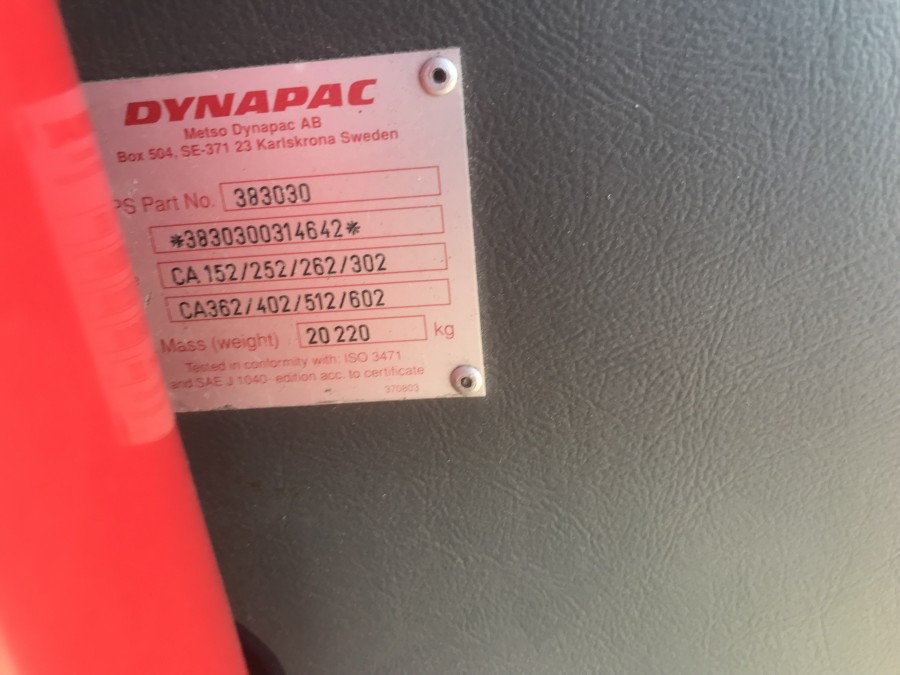 DYNAPAC
Metso Dynapac AB
Box 504, SE-371 23 Karlskrona Sweden
PS Part No. 383030
*3830300314642*
CA 152/252/262/302
CA362/402/512/602
Mass (weight) 20 220 kg
Tested in conformity with: ISO 3471
and SAE J 1040- edition acc. to certificate
370803